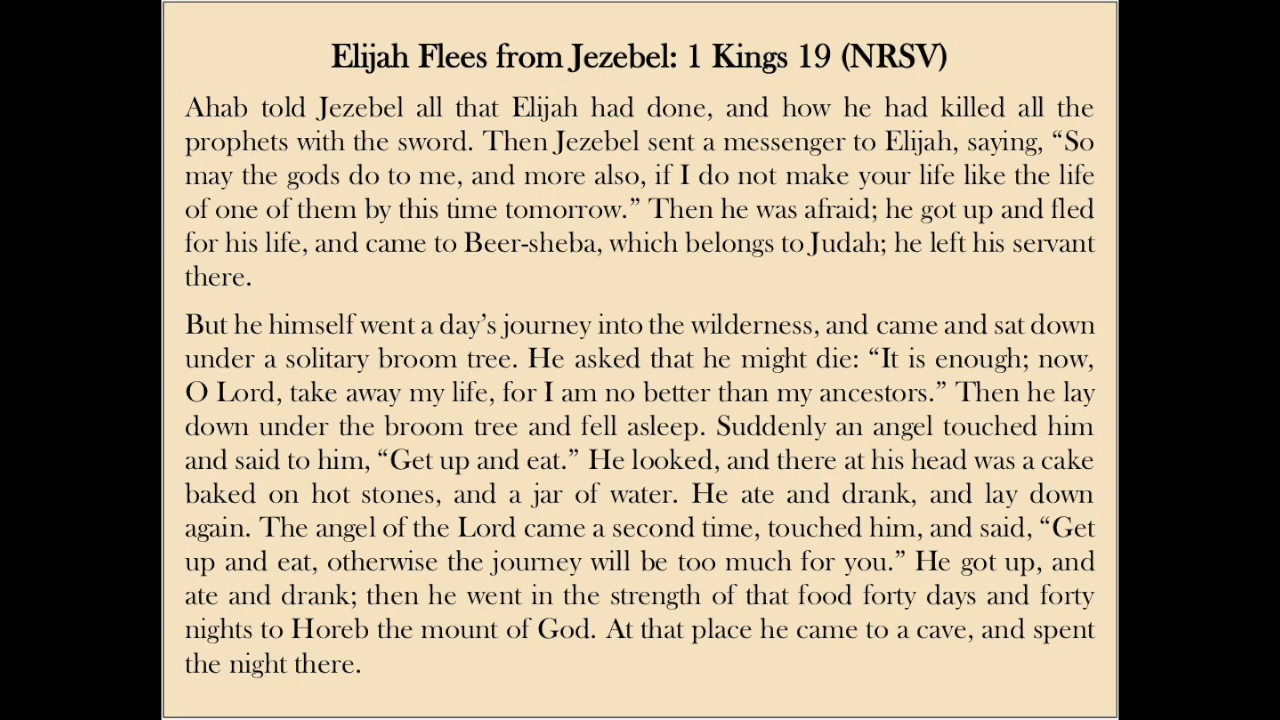 Elijah Flees from Jezebel: 1 Kings 19 (NRSV)
Ahab told Jezebel all that Elijah had done, and how he had killed all the
prophets with the sword. Then Jezebel sent a messenger to Elijah, saying, “So
may the gods do to me, and more also, if I do not make your life like the life
of one of them by this time tomorrow.” Then he was afraid; he got up and fled
for his life, and came to Beer-sheba, which belongs to Judah; he left his servant
there.
But he himself went a day’s journey into the wilderness, and came and sat down
under a solitary broom tree. He asked that he might die: “It is enough; now,
O Lord, take away my life, for I am no better than my ancestors.” Then he lay
down under the broom tree and fell asleep. Suddenly an angel touched him
and said to him, “Get up and eat.” He looked, and there at his head was a cake
baked on hot stones, and a jar of water. He ate and drank, and lay down
again. The angel of the Lord came a second time, touched him, and said, “Get
up and eat, otherwise the journey will be too much for you.” He got up, and
ate and drank; then he went in the strength of that food forty days and forty
nights to Horeb the mount of God. At that place he came to a cave, and spent
the night there.